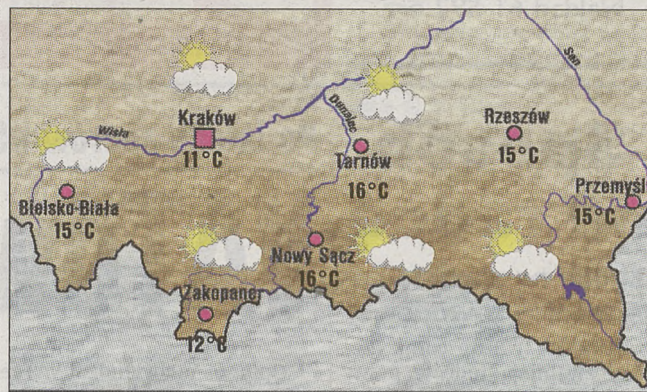 San
Dunajec
Kraków
Rzeszów
Wisła
11°C
Tarnów
15°C
16°C
Przemyśl
Bielsko-Biała
15°C
15°C
Nowy Sącz
16°C
Zakopane
12°C